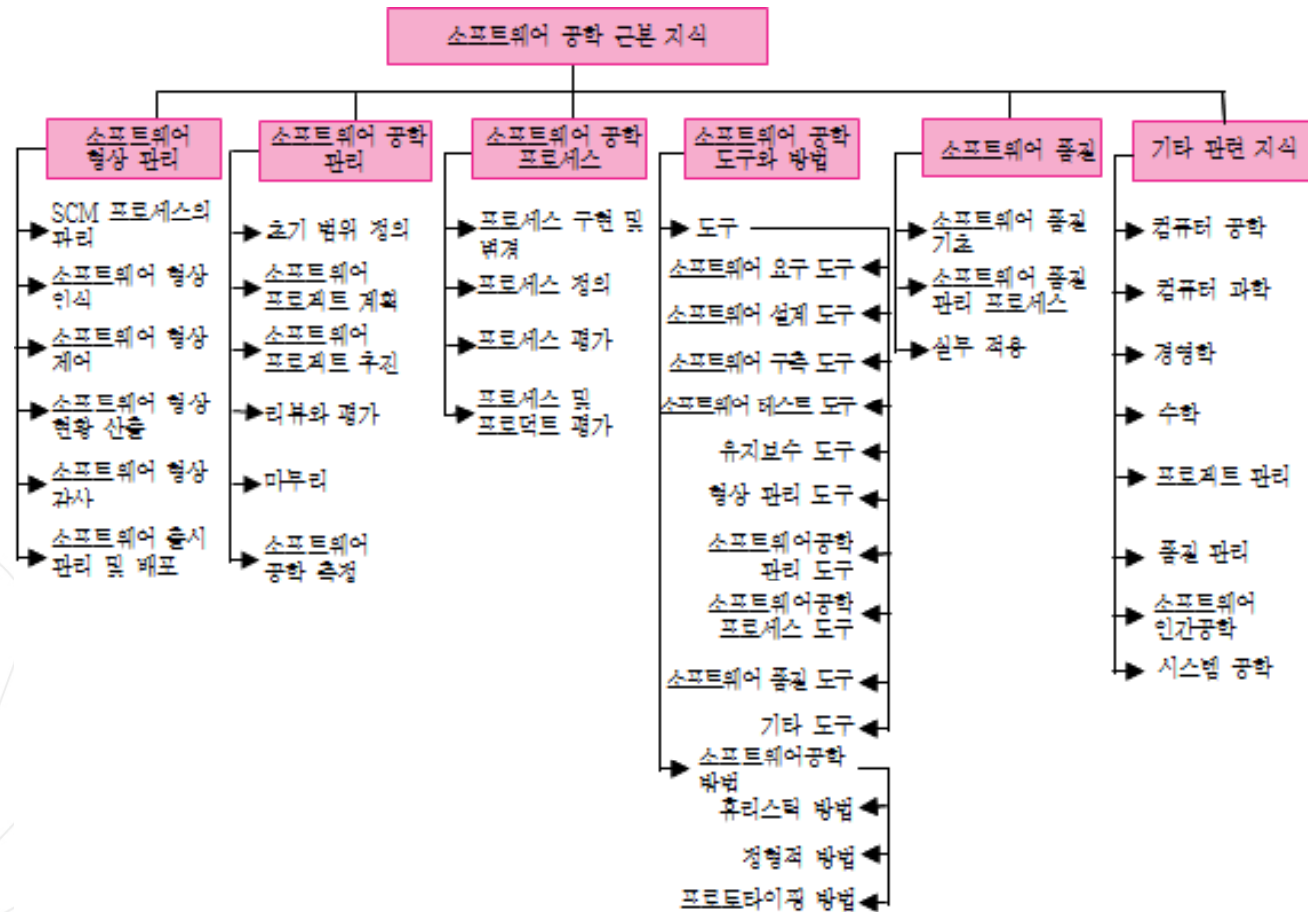 소프트웨어 공학 근본 지식
소프트웨어
형상 관리
SCM 프로세스의
관리
소프트웨어 형상
인식
소프트웨어 형상
제어
소프트웨어 형상
현황 산출
소프트웨어 형상
감사
소프트웨어 출시
관리 및 배포
소프트웨어 공학
관리
초기 범위 정의
소프트웨어
프로젝트 계획
소프트웨어
프로젝트 추진
리뷰와 평가
마무리
소프트웨어
공학 측정
소프트웨어 공학
프로세스
프로세스 구현 및
변경
프로세스 정의
프로세스 평가
프로세스 및
프로덕트 평가
소프트웨어 공학
도구와 방법
도구
소프트웨어 요구 도구
소프트웨어 설계 도구
소프트웨어 구축 도구
소프트웨어 테스트 도구
유지보수 도구
형상 관리 도구
소프트웨어공학
관리 도구
소프트웨어공학
프로세스 도구
소프트웨어 품질 도구
기타 도구
소프트웨어공학
방법
휴리스틱 방법
정형적 방법
프로토타이핑 방법
소프트웨어 품질
소프트웨어 품질
기초
소프트웨어 품질
관리 프로세스
실무 적용
기타 관련 지식
컴퓨터 공학
컴퓨터 과학
경영학
수학
프로젝트 관리
품질 관리
소프트웨어
인간공학
시스템 공학